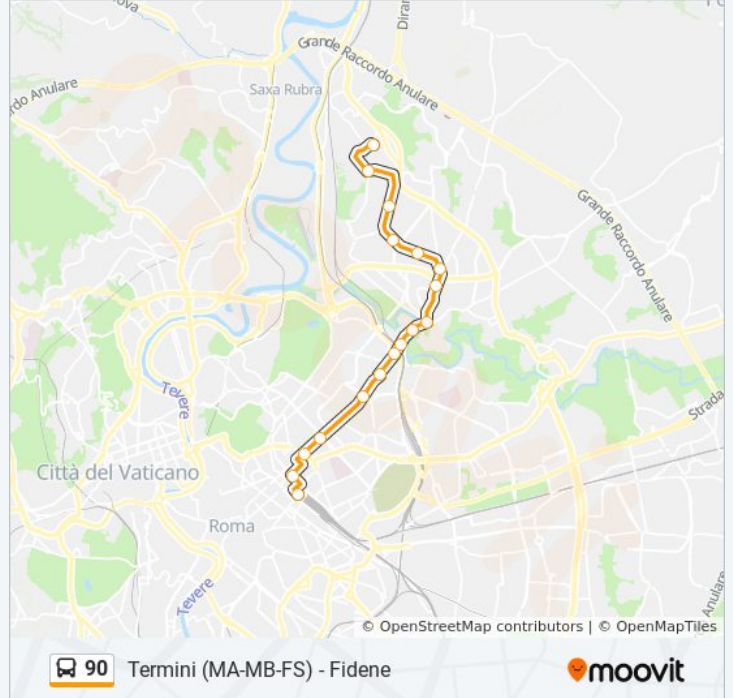 Grande Raccordo Anulare
Saxa Rubra
rdo Anulare
Grande Raccordo Anulare
Tevere
Strada
Città del Vaticano
Roma
Tevere
Anulare
© OpenStreetMap contributors | © OpenMapTiles
90 Termini (MA-MB-FS) - Fidene
moovit